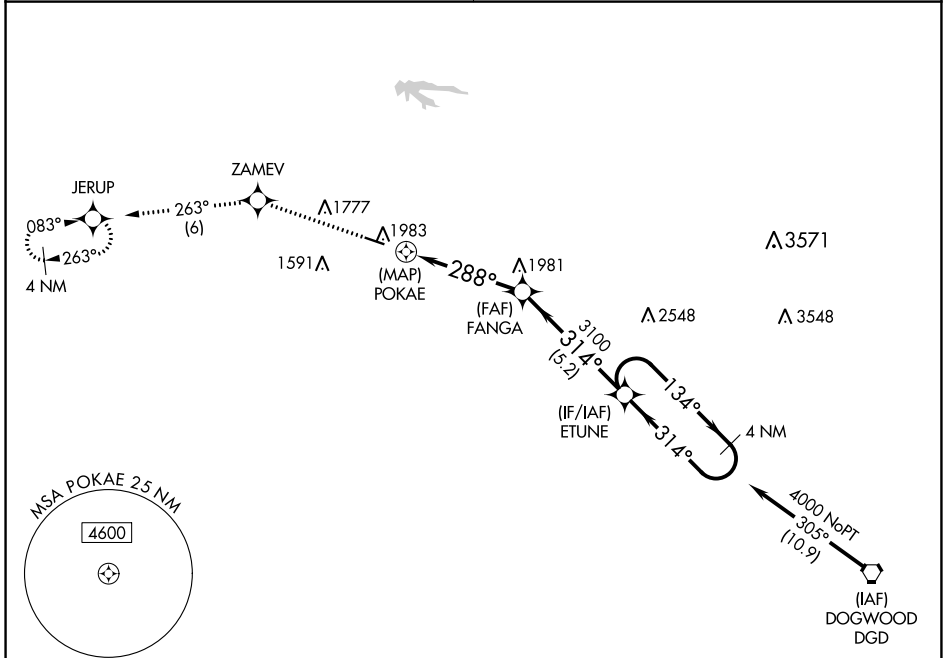 ZAMEV
JERUP
263°
(6)
083°
263°
4 NM
1777
1983
1591
(MAP)
POKAE
288°
1981
(FAF)
FANGA
3571
2548
3548
3100
314°
(5.2)
(IF/IAF)
ETUNE
134°
314°
4 NM
4000 NoPT
305°
(10.9)
(IAF)
DOGWOOD
DGD
MSA POKAE 25 NM
4600